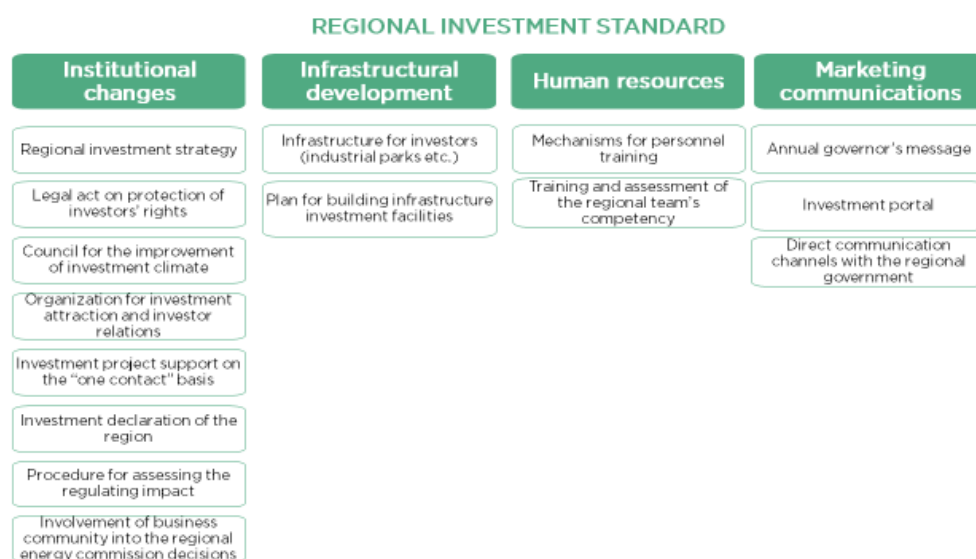 REGIONAL INVESTMENT STANDARD
Institutional
changes
Regional investment strategy
Legal act on protection of
investors' rights
Council for the improvement
of investment climate
Organization for investment
attraction and investor
relations
Investment project support on
the “one contact” basis
Investment declaration of the
region
Procedure for assessing the
regulating impact
Involvement of business
community into the regional
energy commission decisions
Infrastructural
development
Infrastructure for investors
(industrial parks etc.)
Plan for building infrastructure
investment facilities
Human resources
Mechanisms for personnel
training
Training and assessment of
the regional team's
competency
Marketing
communications
Annual governor's message
Investment portal
Direct communication
channels with the regional
government